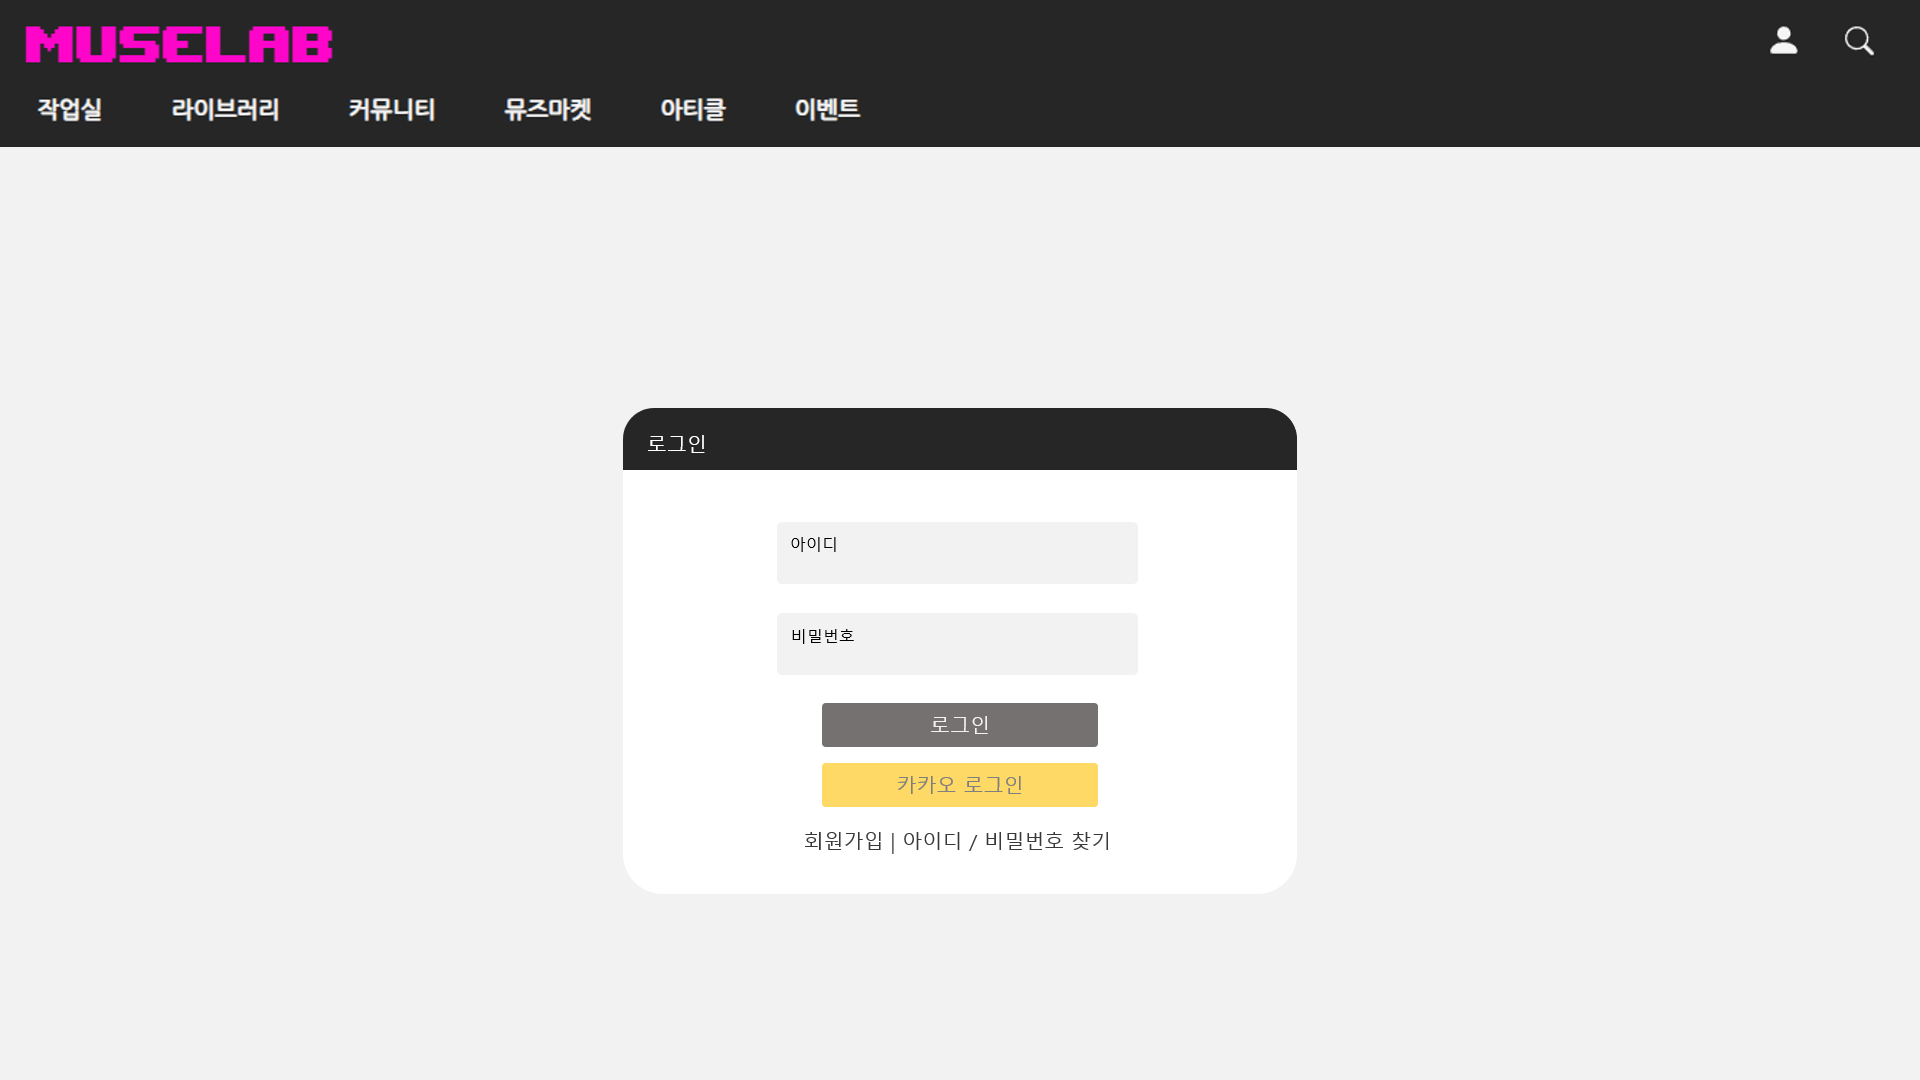 MUSELAB
작업실 라이브러리 커뮤니티 뮤즈마켓 아티클 이벤트
로그인
아이디
비밀번호
로그인
카카오 로그인
회원가입 | 아이디 / 비밀번호 찾기